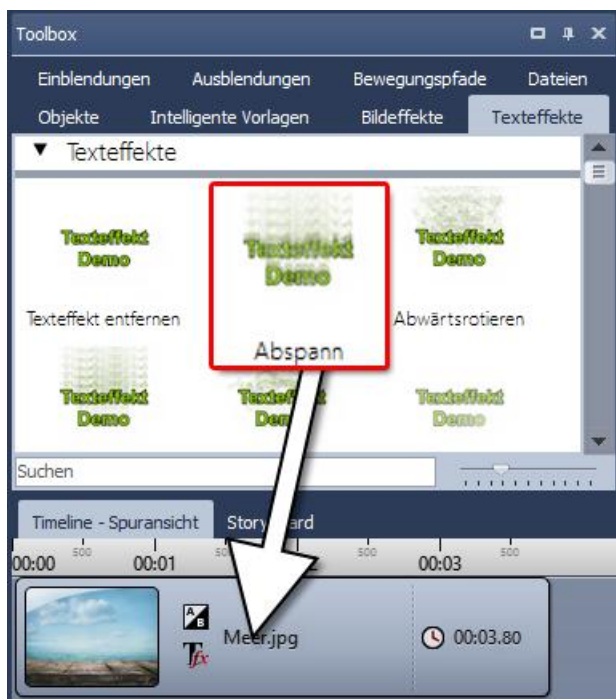 Toolbox
Einblendungen Ausblendungen Bewegungspfade Dateien
Objekte Intelligente Vorlagen Bildeffekte Texteffekte
Texteffekte
Texteffekt
Demo
Texteffekt
Demo
Texteffekt
Demo
Texteffekt entfernen
Abspann
Abwärtsrotieren
Texteffekt
Demo
Texteffekt
Demo
Suchen
Timeline - Spuransicht
00:00 500 00:01 500 00:03 500
A B
Meer.jpg
Tfx
00:03.80